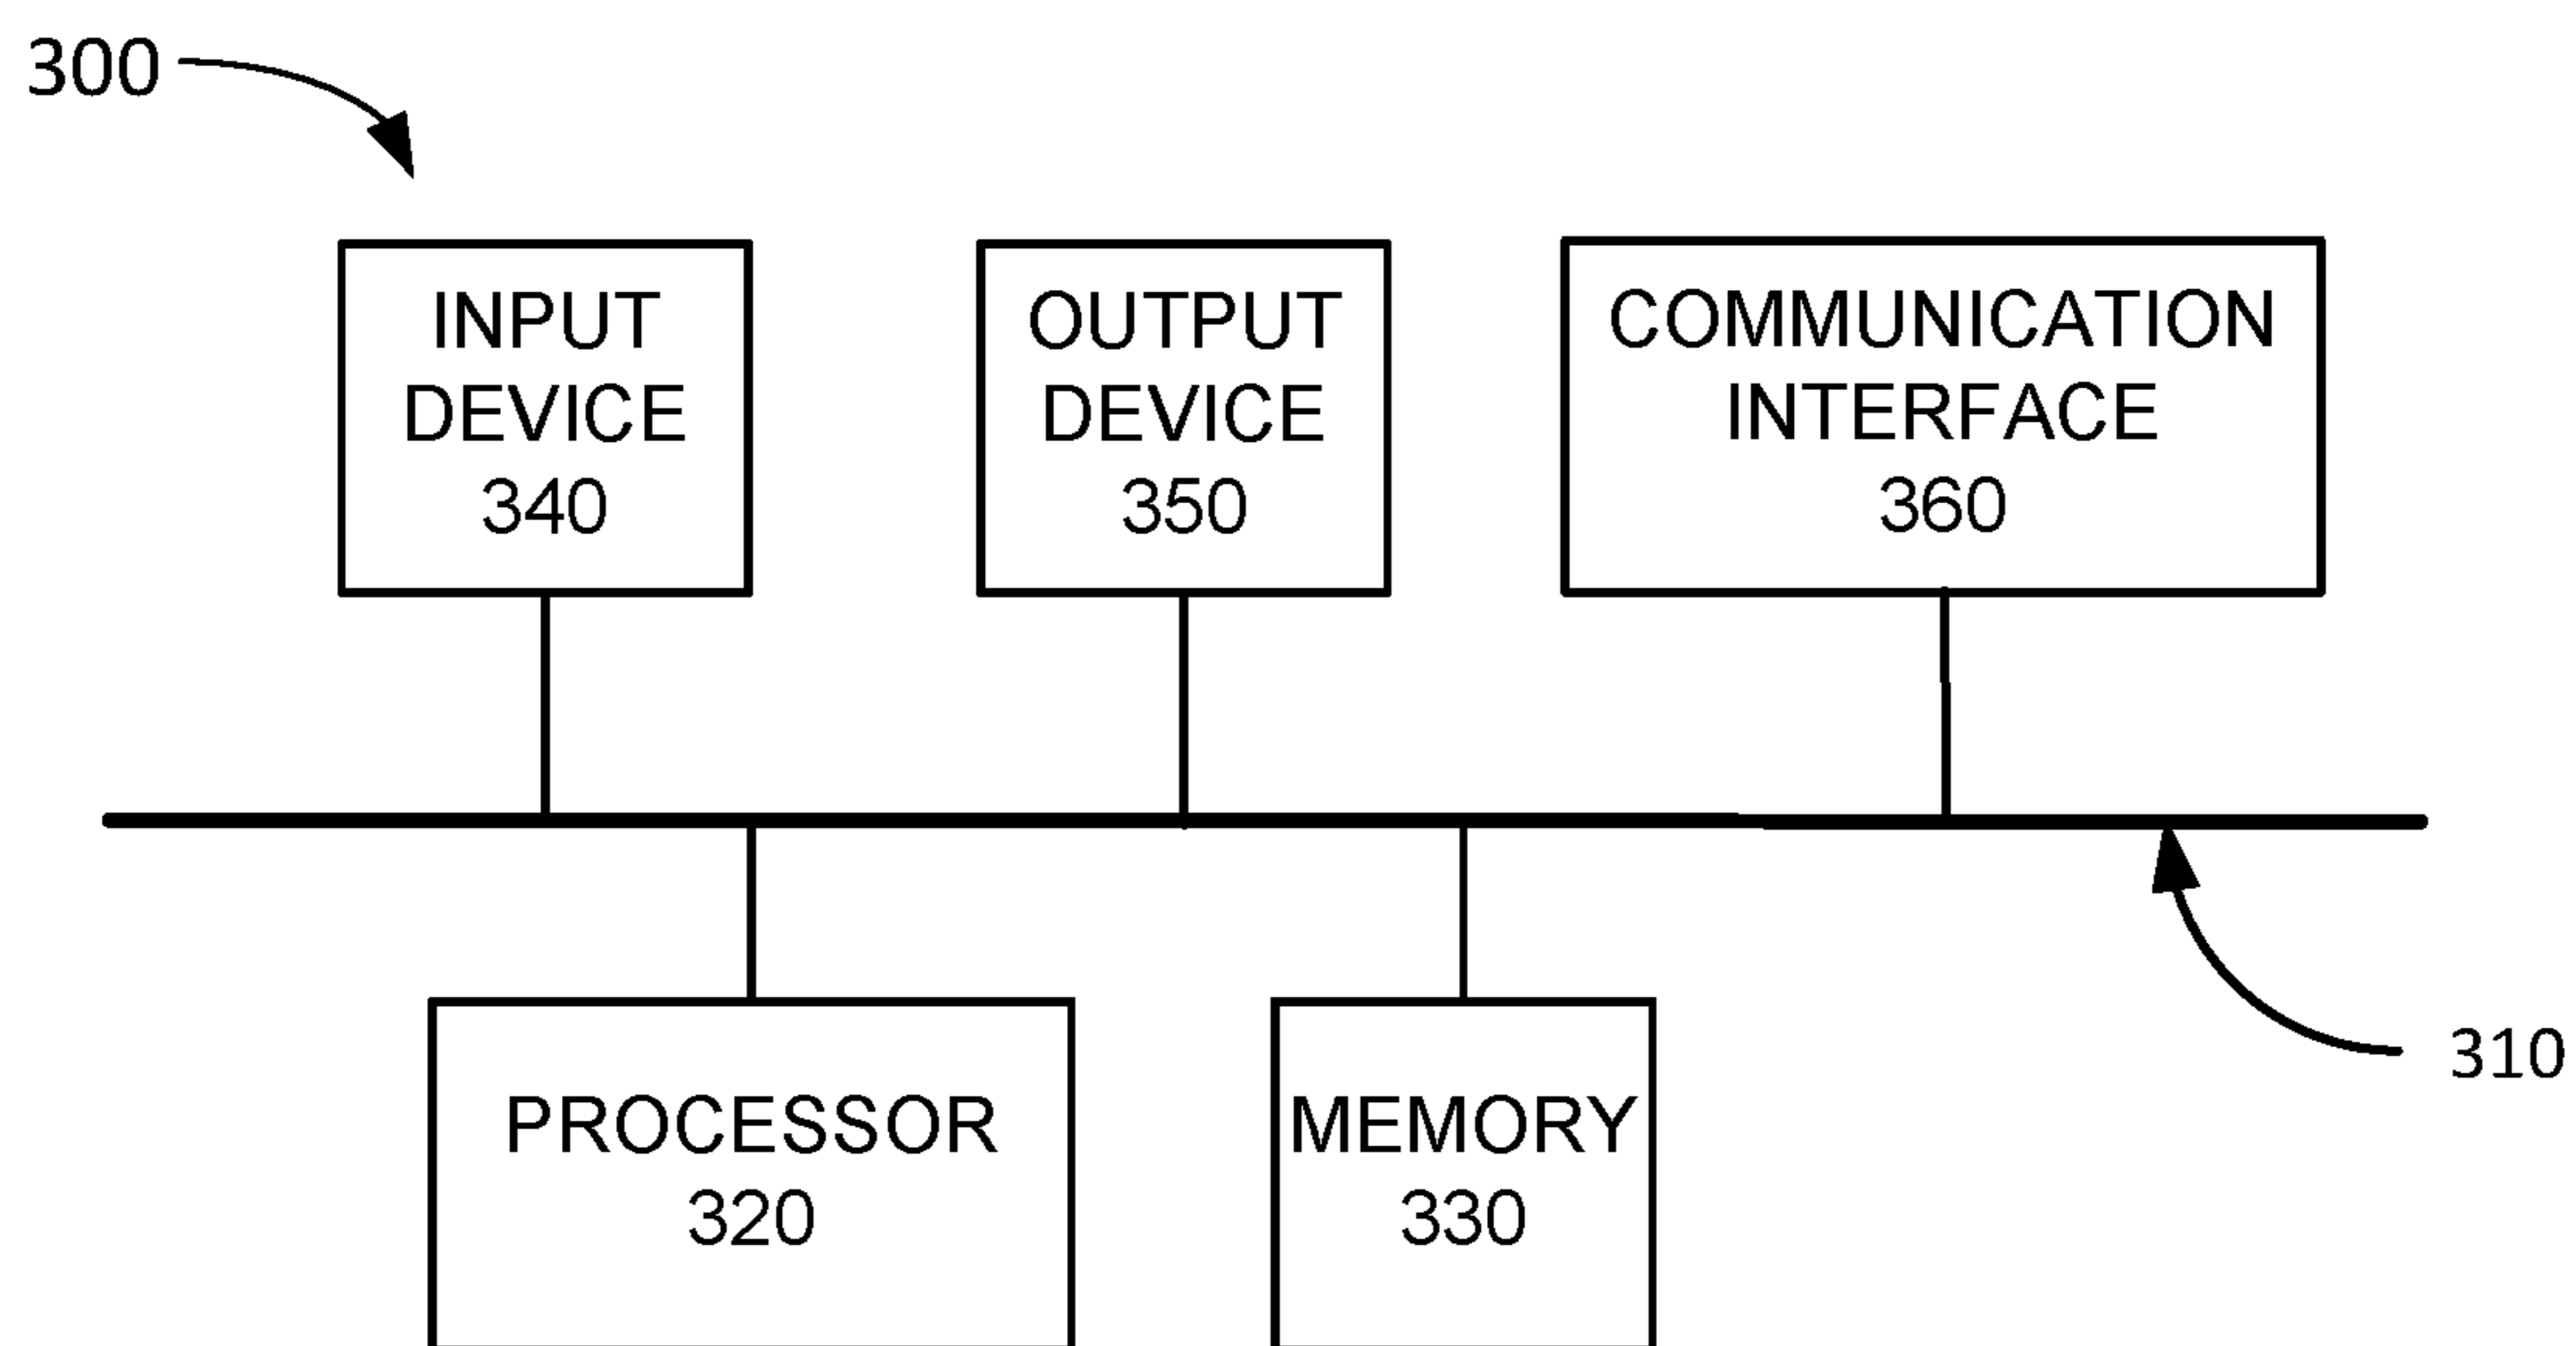 300
INPUT
DEVICE
340
OUTPUT
DEVICE
350
COMMUNICATION
INTERFACE
360
PROCESSOR
320
MEMORY
330
310